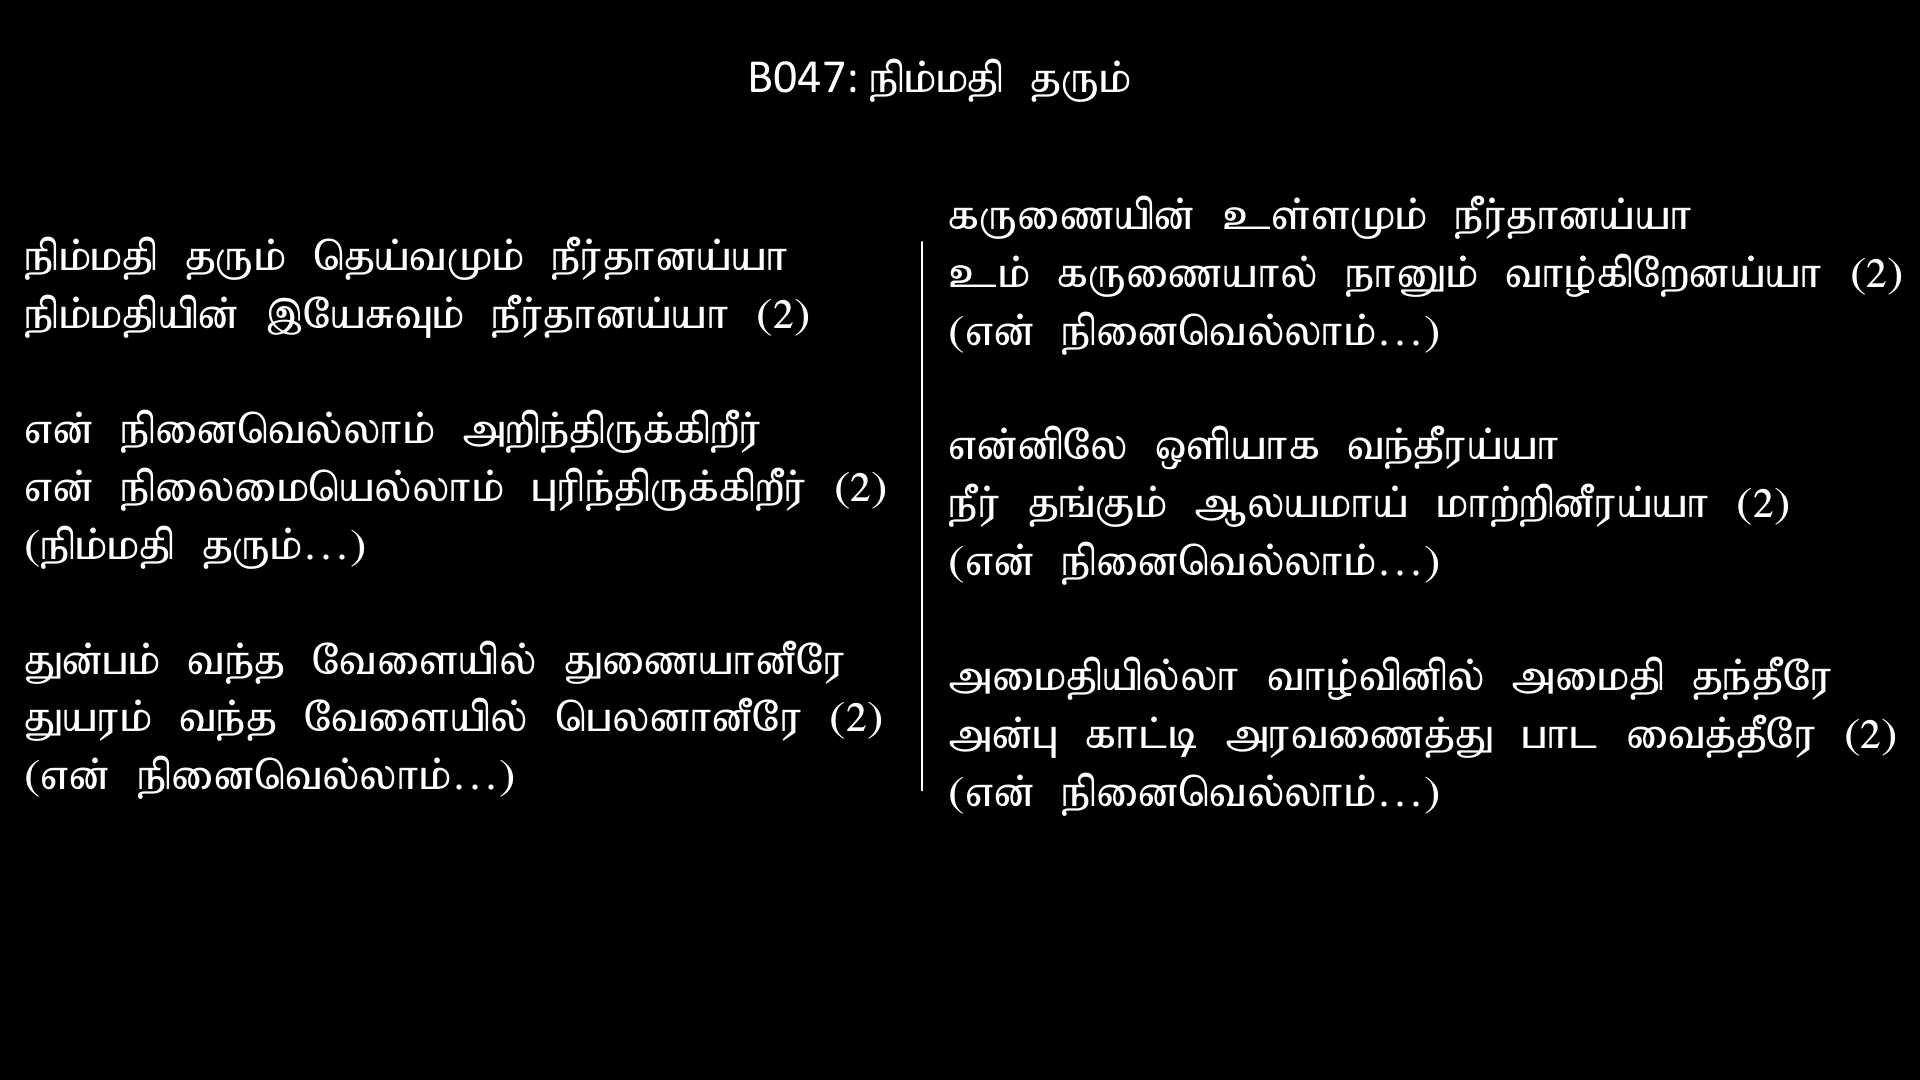 B047: நிம்மதி தரும்
நிம்மதி தரும் தெய்வமும் நீர்தானய்யா
நிம்மதியின் இயேசுவும் நீர்தானய்யா (2)
என் நினைவெல்லாம் அறிந்திருக்கிறீர்
என் நிலைமையெல்லாம் புரிந்திருக்கிறீர் (2)
(நிம்மதி தரும்...)
துன்பம் வந்த வேளையில் துணையானீரே
துயரம் வந்த வேளையில் பெலனானீரே (2)
(என் நினைவெல்லாம்...)
கருணையின் உள்ளமும் நீர்தானய்யா
உம் கருணையால் நானும் வாழ்கிறேனய்யா (2)
(என் நினைவெல்லாம்...)
என்னிலே ஒளியாக வந்தீரய்யா
நீர் தங்கும் ஆலயமாய் மாற்றினீரய்யா (2)
(என் நினைவெல்லாம்...)
அமைதியில்லா வாழ்வினில் அமைதி தந்தீரே
அன்பு காட்டி அரவணைத்து பாட வைத்தீரே (2)
(என் நினைவெல்லாம்...)